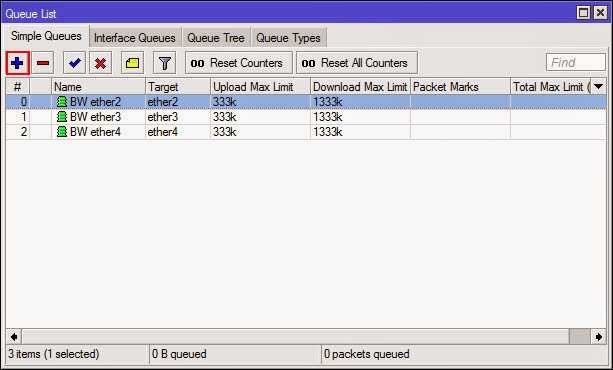 Queue List
Simple Queues Interface Queues Queue Tree Queue Types
00 Reset Counters 00 Reset All Counters Find
# Name Target Upload Max Limit Download Max Limit Packet Marks Total Max Limit (
0 BW ether2 ether2 333k 1333k
1 BW ether3 ether3 333k 1333k
2 BW ether4 ether4 333k 1333k
3 items (1 selected) 0 B queued 0 packets queued